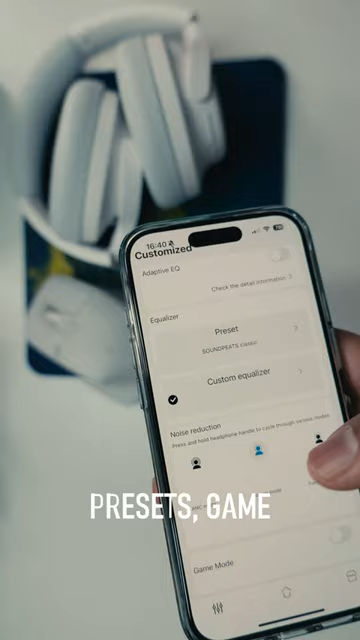 16:40
Customized
Adaptive EQ
Check the detail information
Equalizer
Preset
SOUNDPEATS classic
Custom equalizer
Noise reduction
Press and hold headphone handle to cycle through various modes
PRESETS, GAME
Game Mode